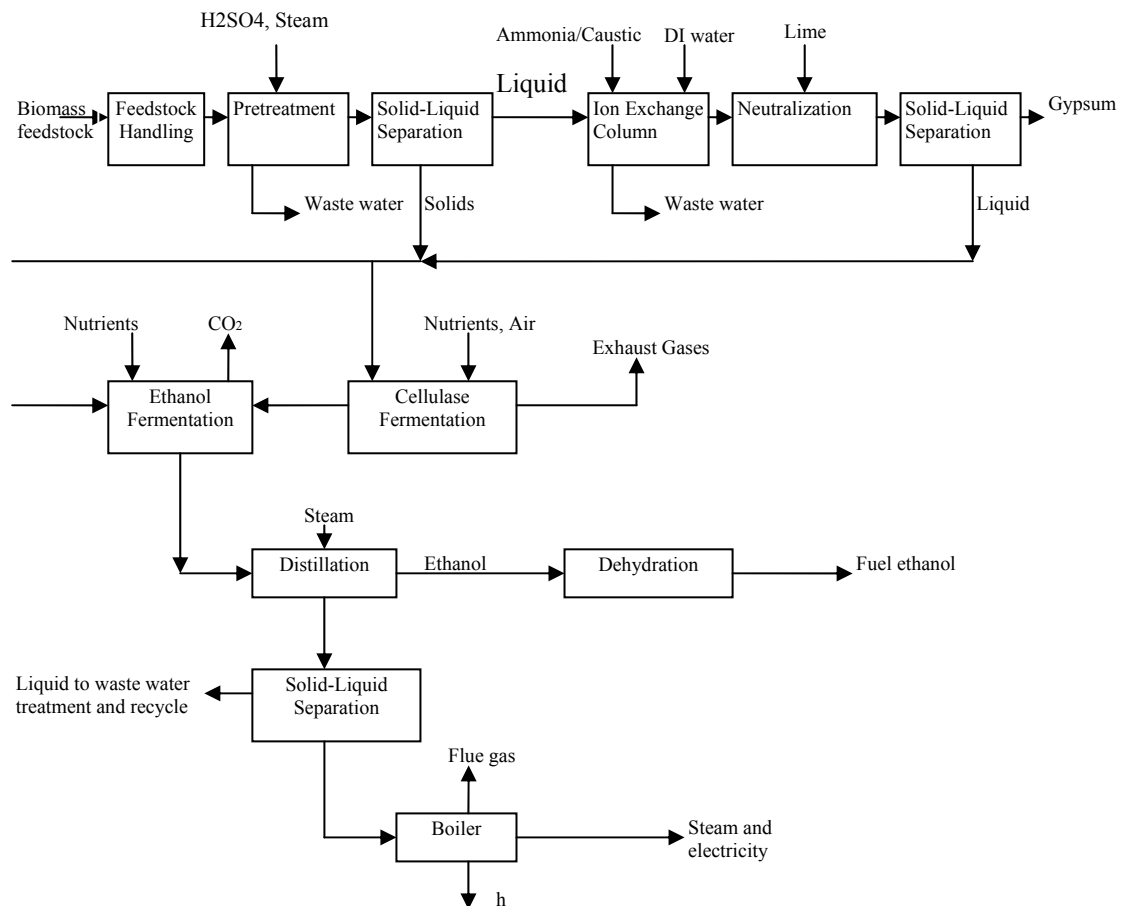 H2SO4, Steam
Ammonia/Caustic
DI water
Lime
Biomass
feedstock
Feedstock
Handling
Pretreatment
Solid-Liquid
Separation
Liquid
Ion Exchange
Column
Neutralization
Solid-Liquid
Separation
Gypsum
Waste water
Solids
Waste water
Liquid
Nutrients
CO2
Nutrients, Air
Exhaust Gases
Ethanol
Fermentation
Cellulase
Fermentation
Steam
Distillation
Ethanol
Dehydration
Fuel ethanol
Liquid to waste water
treatment and recycle
Solid-Liquid
Separation
Flue gas
Boiler
Steam and
electricity
h